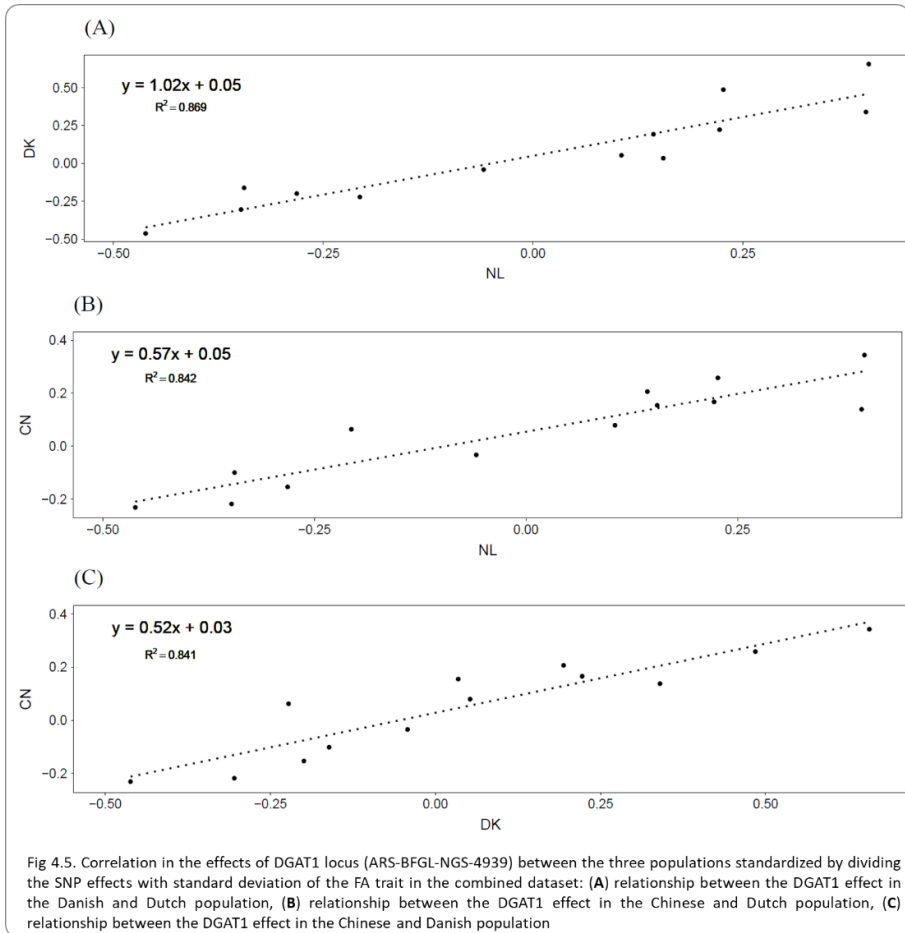 (A)
y = 1.02x + 0.05
R² = 0.869
0.50
0.25
0.00
−0.25
−0.50
DK
−0.50
−0.25
0.00
0.25
NL
(B)
y = 0.57x + 0.05
R² = 0.842
0.4
0.2
0.0
−0.2
CN
−0.50
−0.25
0.00
0.25
NL
(C)
y = 0.52x + 0.03
R² = 0.841
0.4
0.2
0.0
−0.2
CN
−0.50
−0.25
0.00
0.25
0.50
DK
Fig 4.5. Correlation in the effects of DGAT1 locus (ARS-BFGL-NGS-4939) between the three populations standardized by dividing
the SNP effects with standard deviation of the FA trait in the combined dataset: (A) relationship between the DGAT1 effect in
the Danish and Dutch population, (B) relationship between the DGAT1 effect in the Chinese and Dutch population, (C)
relationship between the DGAT1 effect in the Chinese and Danish population